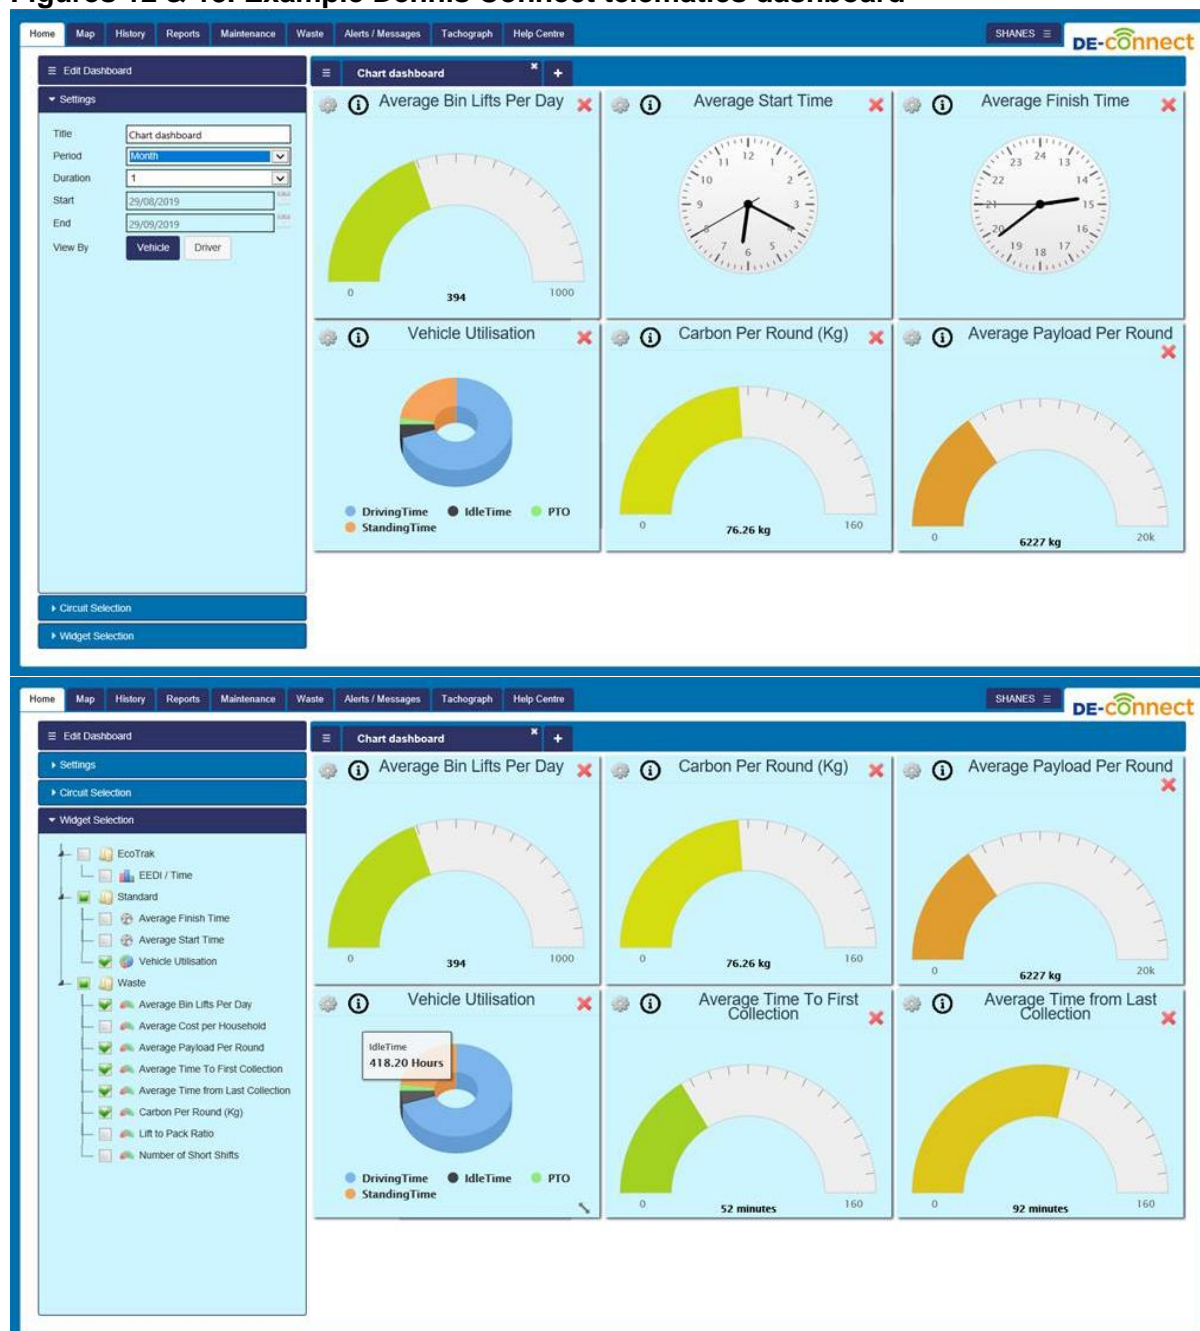 Figures 12 & 13: Example Dennis Connect telematics dashboard
Home Map History Reports Maintenance Waste Alerts / Messages Tachograph Help Centre SHANES DE-connect
Edit Dashboard
Chart dashboard +
Settings
Title Chart dashboard
Period Month
Duration 1
Start 29/08/2019
End 29/09/2019
View By Vehicle Driver
Circuit Selection
Widget Selection
Average Bin Lifts Per Day
0 394 1000
Average Start Time
12 1 2 3 4 5 6 7 8 9 10 11
Average Finish Time
24 13 14 15 16 17 18 19 20 21 22 23
Vehicle Utilisation
DrivingTime IdleTime PTO
StandingTime
Carbon Per Round (Kg)
0 76.26 kg 160
Average Payload Per Round
0 6227 kg 20k
Home Map History Reports Maintenance Waste Alerts / Messages Tachograph Help Centre SHANES DE-connect
Edit Dashboard
Chart dashboard +
Settings
Circuit Selection
Widget Selection
EcoTrak
EEDI / Time
Standard
Average Finish Time
Average Start Time
Vehicle Utilisation
Waste
Average Bin Lifts Per Day
Average Cost per Household
Average Payload Per Round
Average Time To First Collection
Average Time from Last Collection
Carbon Per Round (Kg)
Lift to Pack Ratio
Number of Short Shifts
Average Bin Lifts Per Day
0 394 1000
Carbon Per Round (Kg)
0 76.26 kg 160
Average Payload Per Round
0 6227 kg 20k
Vehicle Utilisation
IdleTime
418.20 Hours
DrivingTime IdleTime PTO
StandingTime
Average Time To First
Collection
0 52 minutes 160
Average Time from Last
Collection
0 92 minutes 160